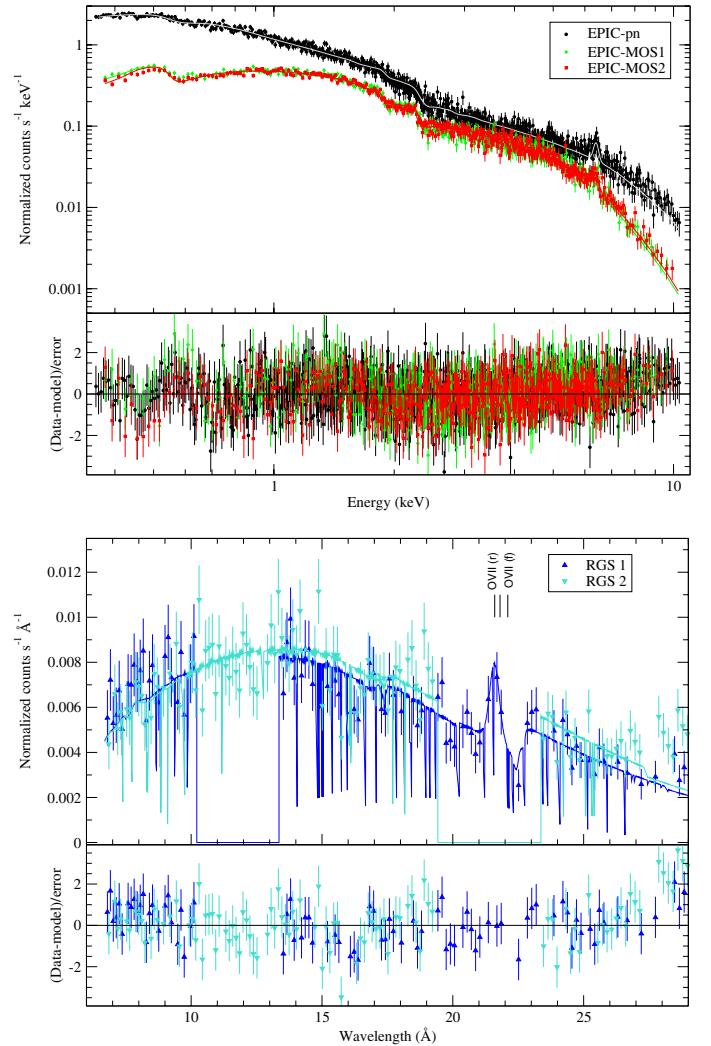 EPIC-pn
EPIC-MOS1
EPIC-MOS2
Normalized counts s⁻¹ keV⁻¹
1
0.1
0.01
0.001
(Data-model)/error
2
0
-2
1
10
Energy (keV)
OVII (r)
OVII (f)
RGS 1
RGS 2
Normalized counts s⁻¹ Å⁻¹
0.012
0.01
0.008
0.006
0.004
0.002
0
(Data-model)/error
2
0
-2
10
15
20
25
Wavelength (Å)